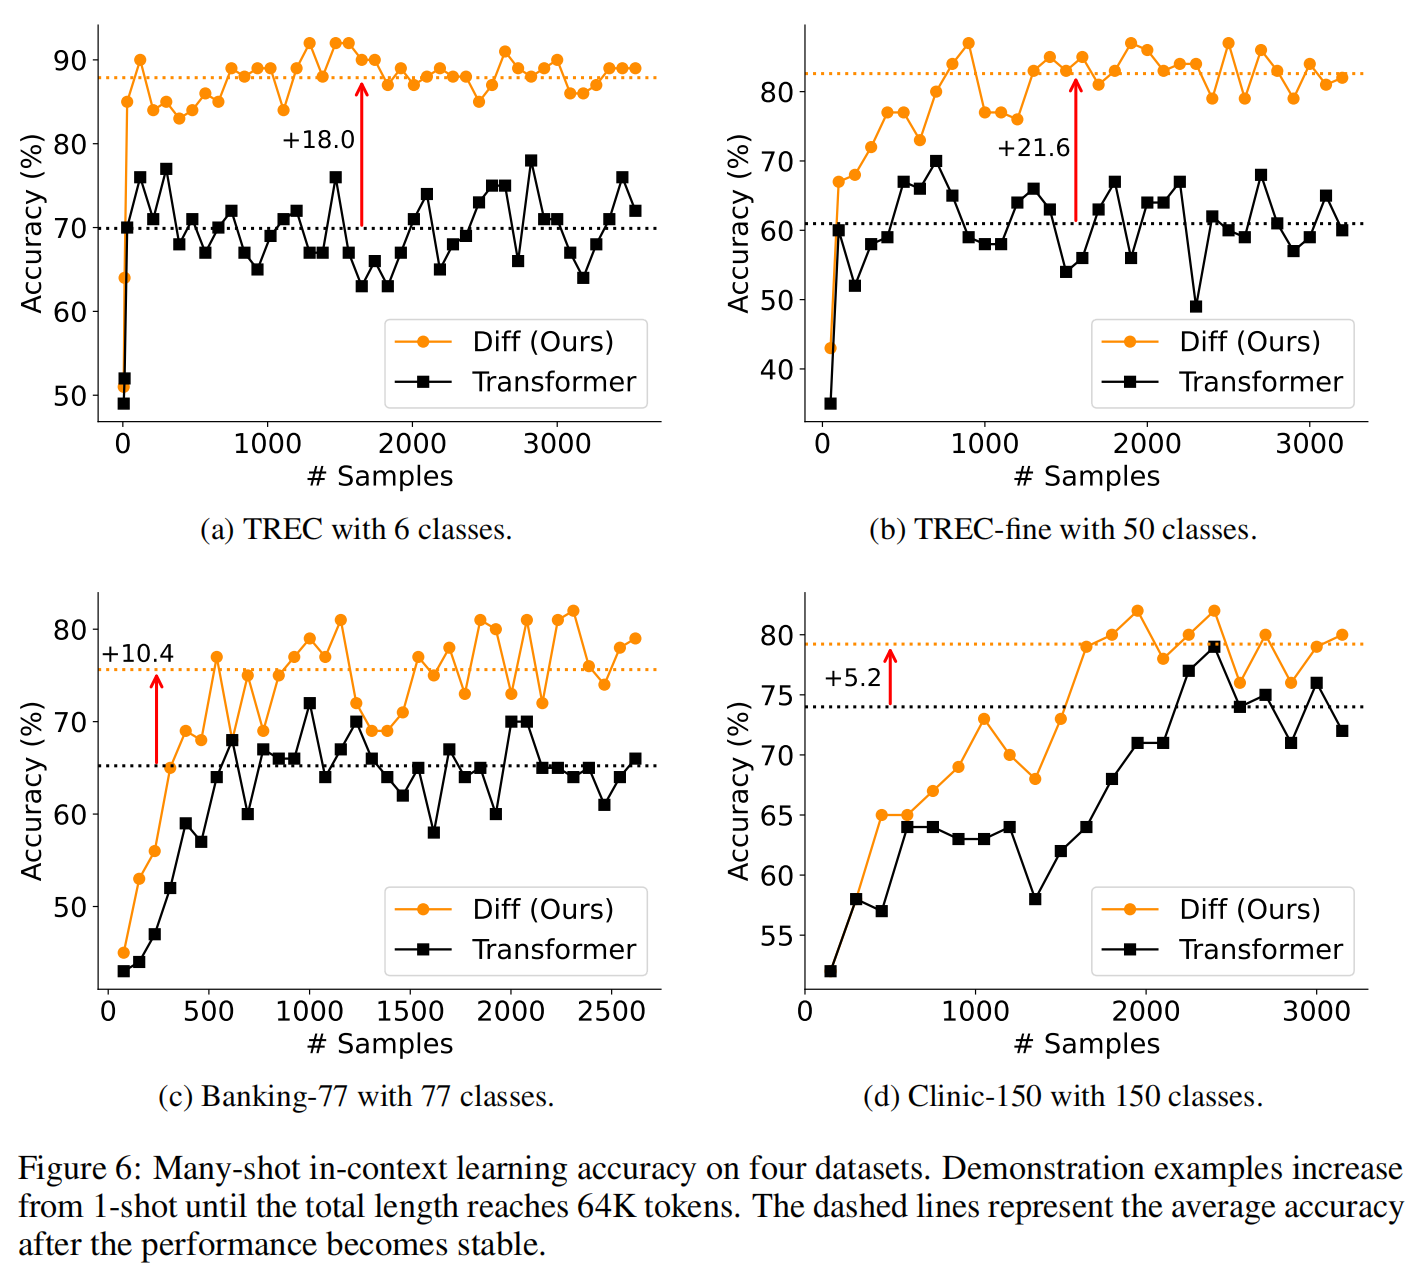 90
80
70
60
50
Accuracy (%)
+18.0
Diff (Ours)
Transformer
0 1000 2000 3000
# Samples
(a) TREC with 6 classes.
80
70
60
50
40
Accuracy (%)
+21.6
Diff (Ours)
Transformer
0 1000 2000 3000
# Samples
(b) TREC-fine with 50 classes.
80
70
60
50
Accuracy (%)
+10.4
Diff (Ours)
Transformer
0 500 1000 1500 2000 2500
# Samples
(c) Banking-77 with 77 classes.
80
75
70
65
60
55
Accuracy (%)
+5.2
Diff (Ours)
Transformer
0 1000 2000 3000
# Samples
(d) Clinic-150 with 150 classes.
Figure 6: Many-shot in-context learning accuracy on four datasets. Demonstration examples increase
from 1-shot until the total length reaches 64K tokens. The dashed lines represent the average accuracy
after the performance becomes stable.